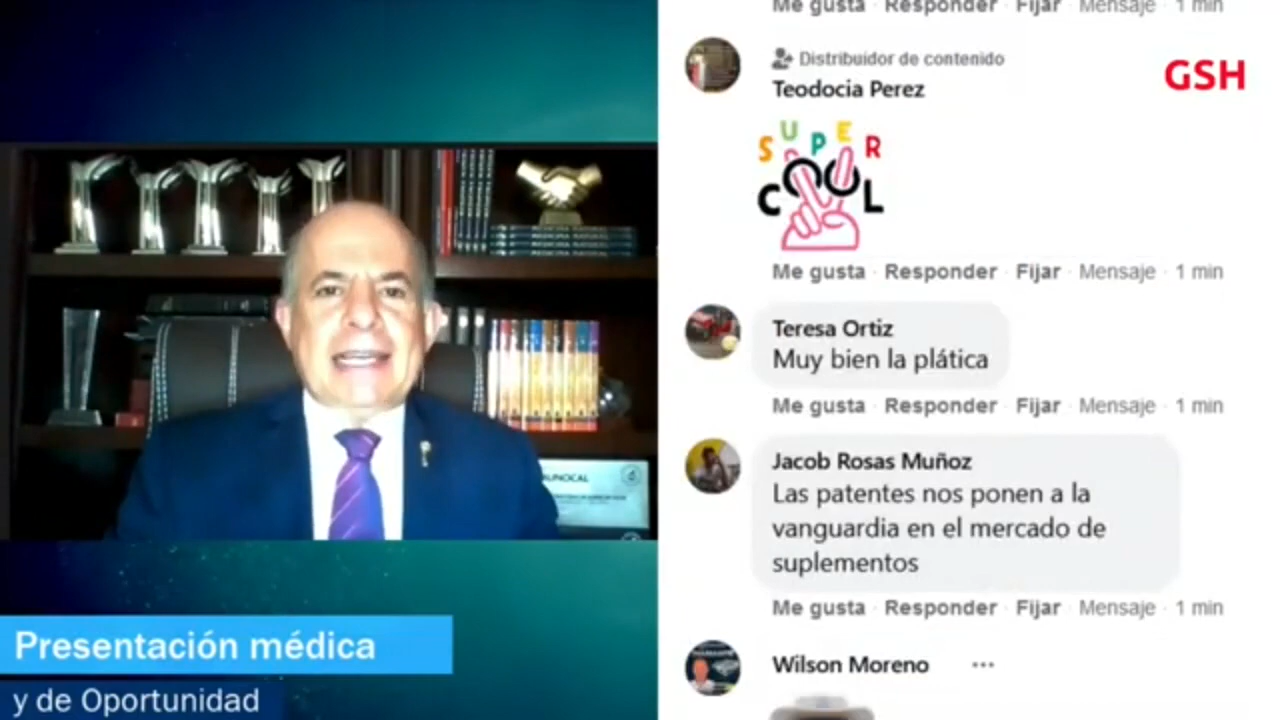 Me gusta · Responder · Fijar · Mensaje · 1 min
Distribuidor de contenido
GSH
Teodocia Perez
SUPER
COOL
Me gusta · Responder · Fijar · Mensaje · 1 min
Teresa Ortiz
Muy bien la plática
Me gusta · Responder · Fijar · Mensaje · 1 min
Jacob Rosas Muñoz
Las patentes nos ponen a la
vanguardia en el mercado de
suplementos
Me gusta · Responder · Fijar · Mensaje · 1 min
Wilson Moreno ...
Presentación médica
y de Oportunidad